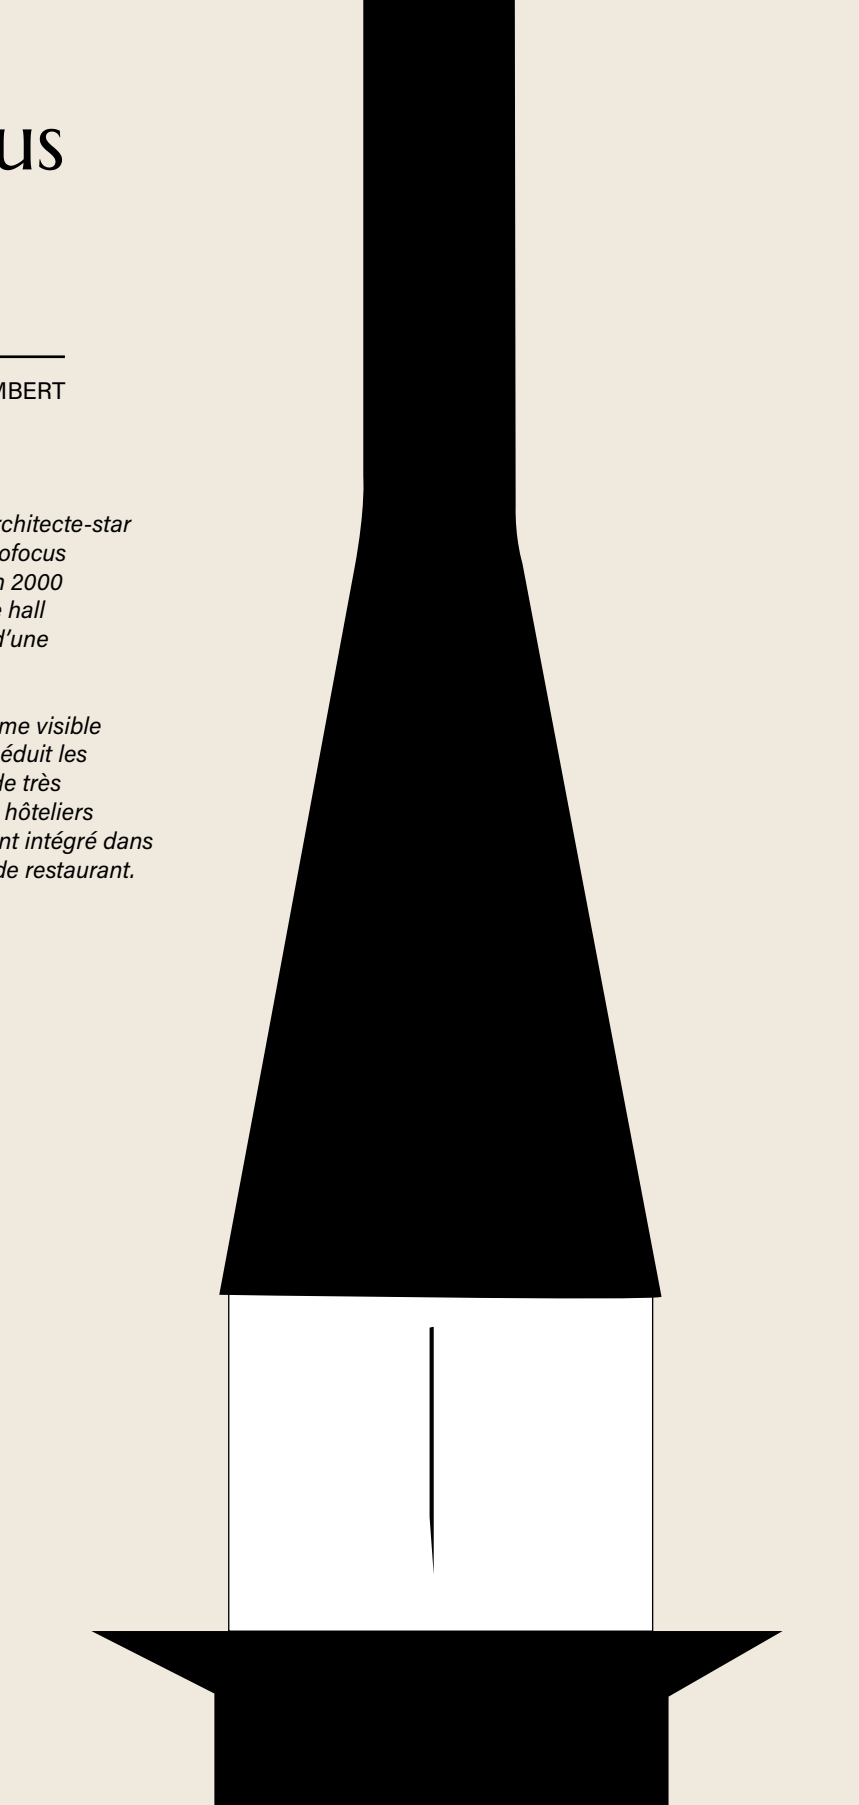 us
MBERT
rchitecte-star
ofocus
n 2000
e hall
d'une
me visible
éduit les
de très
hôteliers
nt intégré dans
de restaurant.